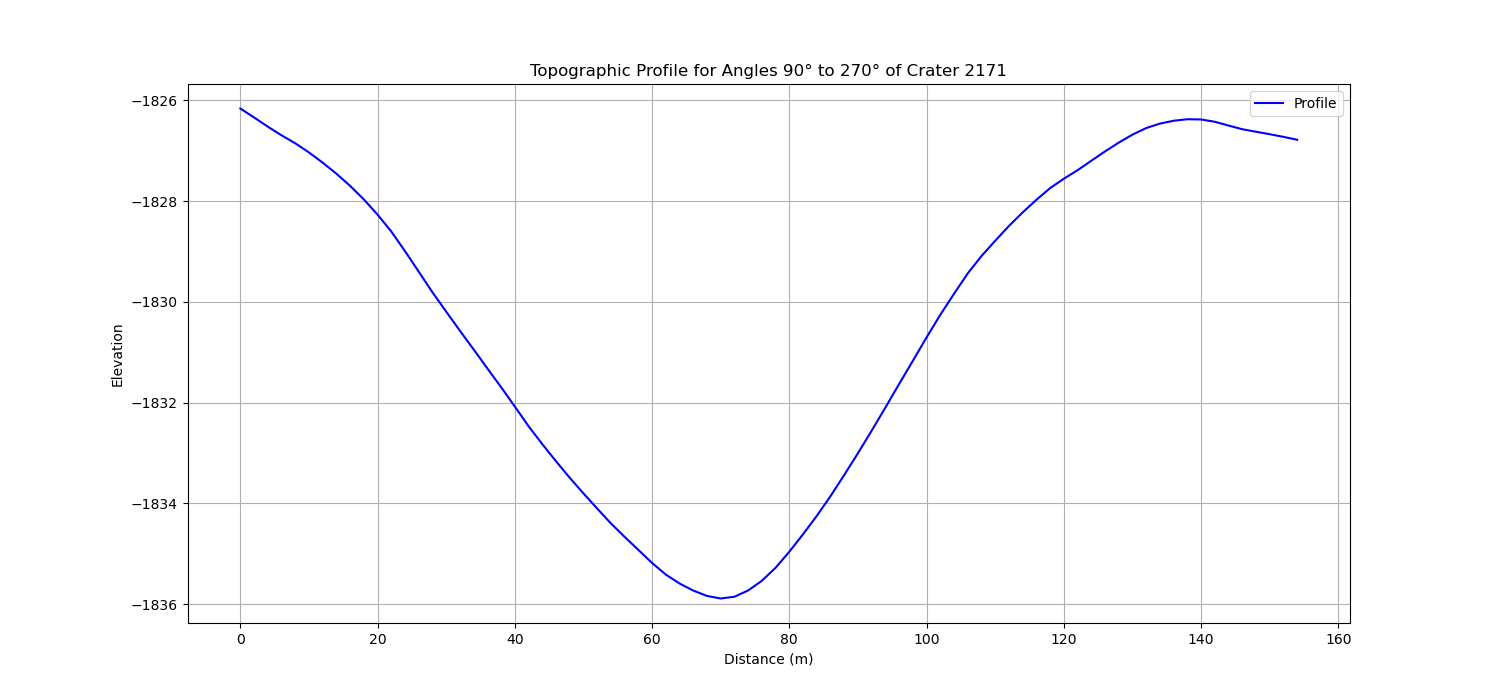 Topographic Profile for Angles 90° to 270° of Crater 2171
Profile
−1826
−1828
−1830
−1832
−1834
−1836
Elevation
0 20 40 60 80 100 120 140 160
Distance (m)